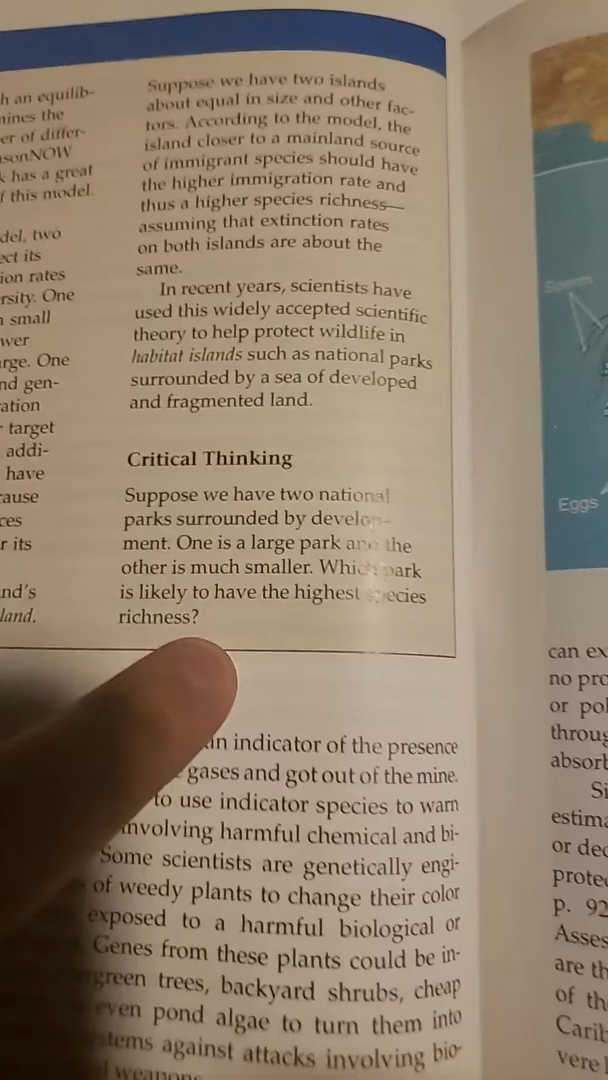 h an equilib-
mines the
er of differ-
isonNOW
k has a great
f this model.
del, two
ect its
ion rates
rsity. One
small
wer
arge. One
nd gen-
ation
target
addi-
have
cause
ces
r its
nd's
land.
Suppose we have two islands
about equal in size and other fac-
tors. According to the model, the
island closer to a mainland source
of immigrant species should have
the higher immigration rate and
thus a higher species richness—
assuming that extinction rates
on both islands are about the
same.
In recent years, scientists have
used this widely accepted scientific
theory to help protect wildlife in
habitat islands such as national parks
surrounded by a sea of developed
and fragmented land.
Critical Thinking
Suppose we have two national
parks surrounded by develop-
ment. One is a large park and the
other is much smaller. Which park
is likely to have the highest species
richness?
an indicator of the presence
gases and got out of the mine.
to use indicator species to warn
involving harmful chemical and bi-
Some scientists are genetically engi-
of weedy plants to change their color
exposed to a harmful biological or
Genes from these plants could be in-
green trees, backyard shrubs, cheap
even pond algae to turn them into
stems against attacks involving bio-
l weapons.
Sperm
Eggs
can ex
no pro
or pol
throug
absorb
Si
estima
or dec
protec
p. 92
Asses
are th
of the
Carib
vere l